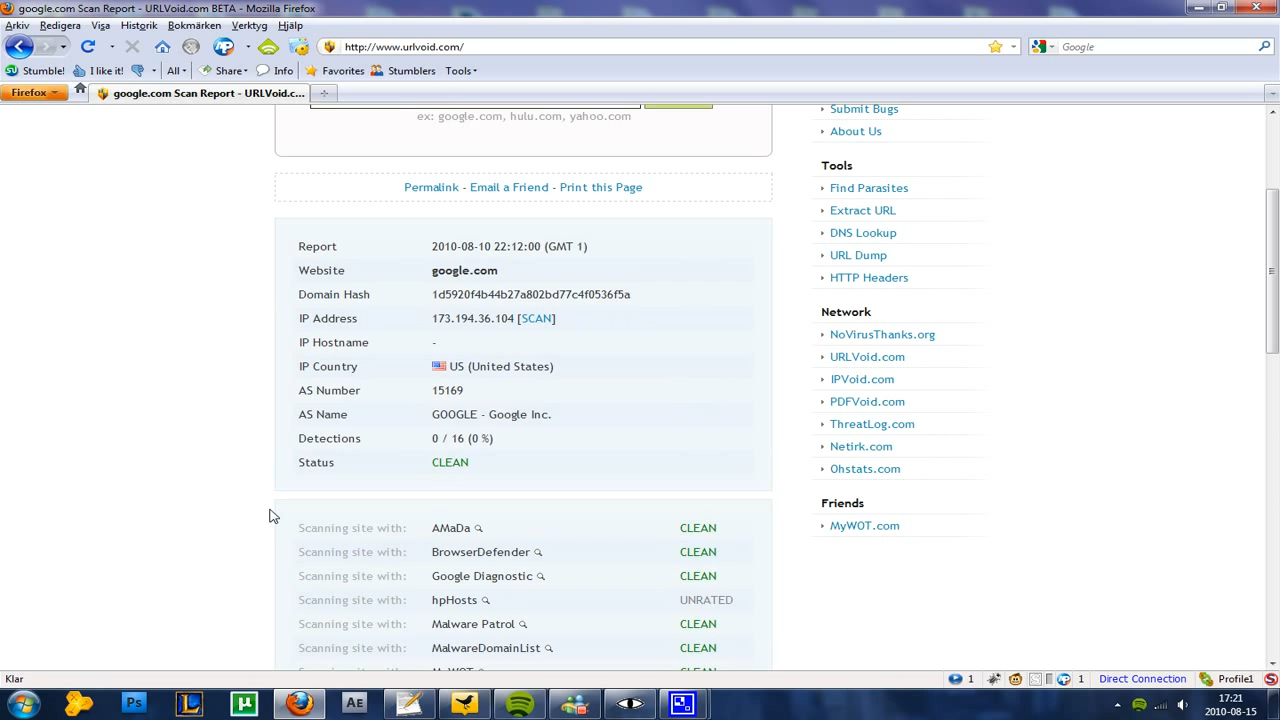 google.com Scan Report - URLVoid.com BETA - Mozilla Firefox
Arkiv Redigera Visa Historik Bokmärken Verktyg Hjälp
http://www.urlvoid.com/ Google
Stumble! I like it! All Share Info Favorites Stumblers Tools
Firefox google.com Scan Report - URLVoid.c...
ex: google.com, hulu.com, yahoo.com
Permalink - Email a Friend - Print this Page
Report 2010-08-10 22:12:00 (GMT 1)
Website google.com
Domain Hash 1d5920f4b44b27a802bd77c4f0536f5a
IP Address 173.194.36.104 [SCAN]
IP Hostname -
IP Country US (United States)
AS Number 15169
AS Name GOOGLE - Google Inc.
Detections 0 / 16 (0 %)
Status CLEAN
Scanning site with: AMaDa CLEAN
Scanning site with: BrowserDefender CLEAN
Scanning site with: Google Diagnostic CLEAN
Scanning site with: hpHosts UNRATED
Scanning site with: Malware Patrol CLEAN
Scanning site with: MalwareDomainList CLEAN
Submit Bugs
About Us
Tools
Find Parasites
Extract URL
DNS Lookup
URL Dump
HTTP Headers
Network
NoVirusThanks.org
URLVoid.com
IPVoid.com
PDFVoid.com
ThreatLog.com
Netirk.com
Ohstats.com
Friends
MyWOT.com
Klar 1 1 Direct Connection Profile1
Ps Ae 17:21
2010-08-15